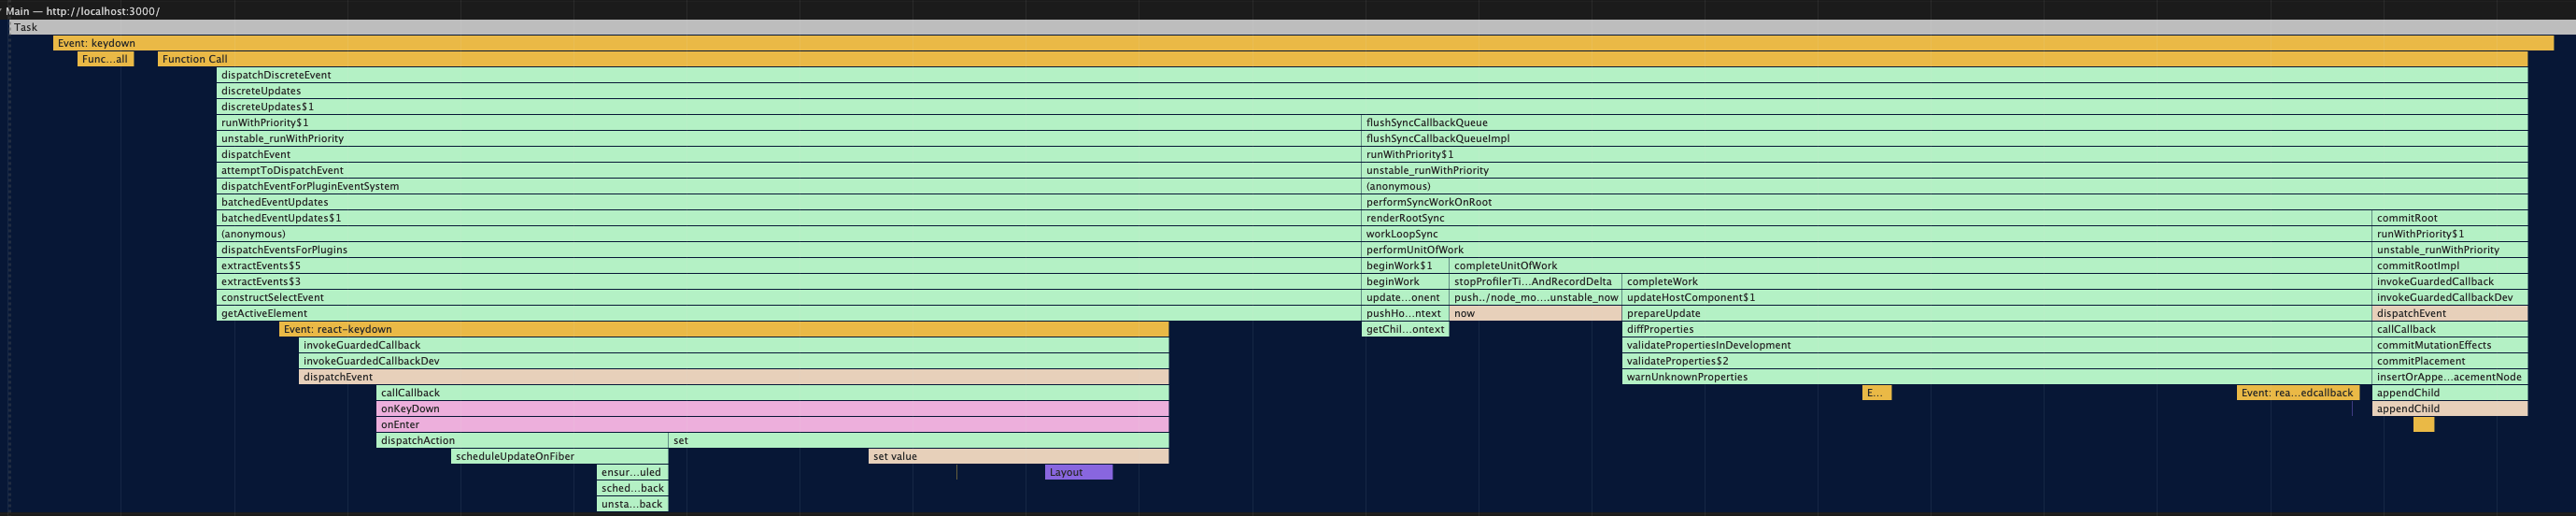 Main — http://localhost:3000/
Task
Event: keydown
Func…all Function Call
dispatchDiscreteEvent
discreteUpdates
discreteUpdates$1
runWithPriority$1 flushSyncCallbackQueue
unstable_runWithPriority flushSyncCallbackQueueImpl
dispatchEvent runWithPriority$1
attemptToDispatchEvent unstable_runWithPriority
dispatchEventForPluginEventSystem (anonymous)
batchedEventUpdates performSyncWorkOnRoot
batchedEventUpdates$1 renderRootSync commitRoot
(anonymous) workLoopSync runWithPriority$1
dispatchEventsForPlugins performUnitOfWork unstable_runWithPriority
extractEvents$5 beginWork$1 completeUnitOfWork commitRootImpl
extractEvents$3 beginWork stopProfilerTi…AndRecordDelta completeWork invokeGuardedCallback
constructSelectEvent update…onent push../node_mo….unstable_now updateHostComponent$1 invokeGuardedCallbackDev
getActiveElement pushHo…ntext now prepareUpdate dispatchEvent
Event: react-keydown getChil…ontext diffProperties callCallback
invokeGuardedCallback validatePropertiesInDevelopment commitMutationEffects
invokeGuardedCallbackDev validateProperties$2 commitPlacement
dispatchEvent warnUnknownProperties insertOrAppe…acementNode
callCallback E… Event: rea…edcallback appendChild
onKeyDown appendChild
onEnter
dispatchAction set
scheduleUpdateOnFiber set value
ensur…uled Layout
sched…back
unsta…back